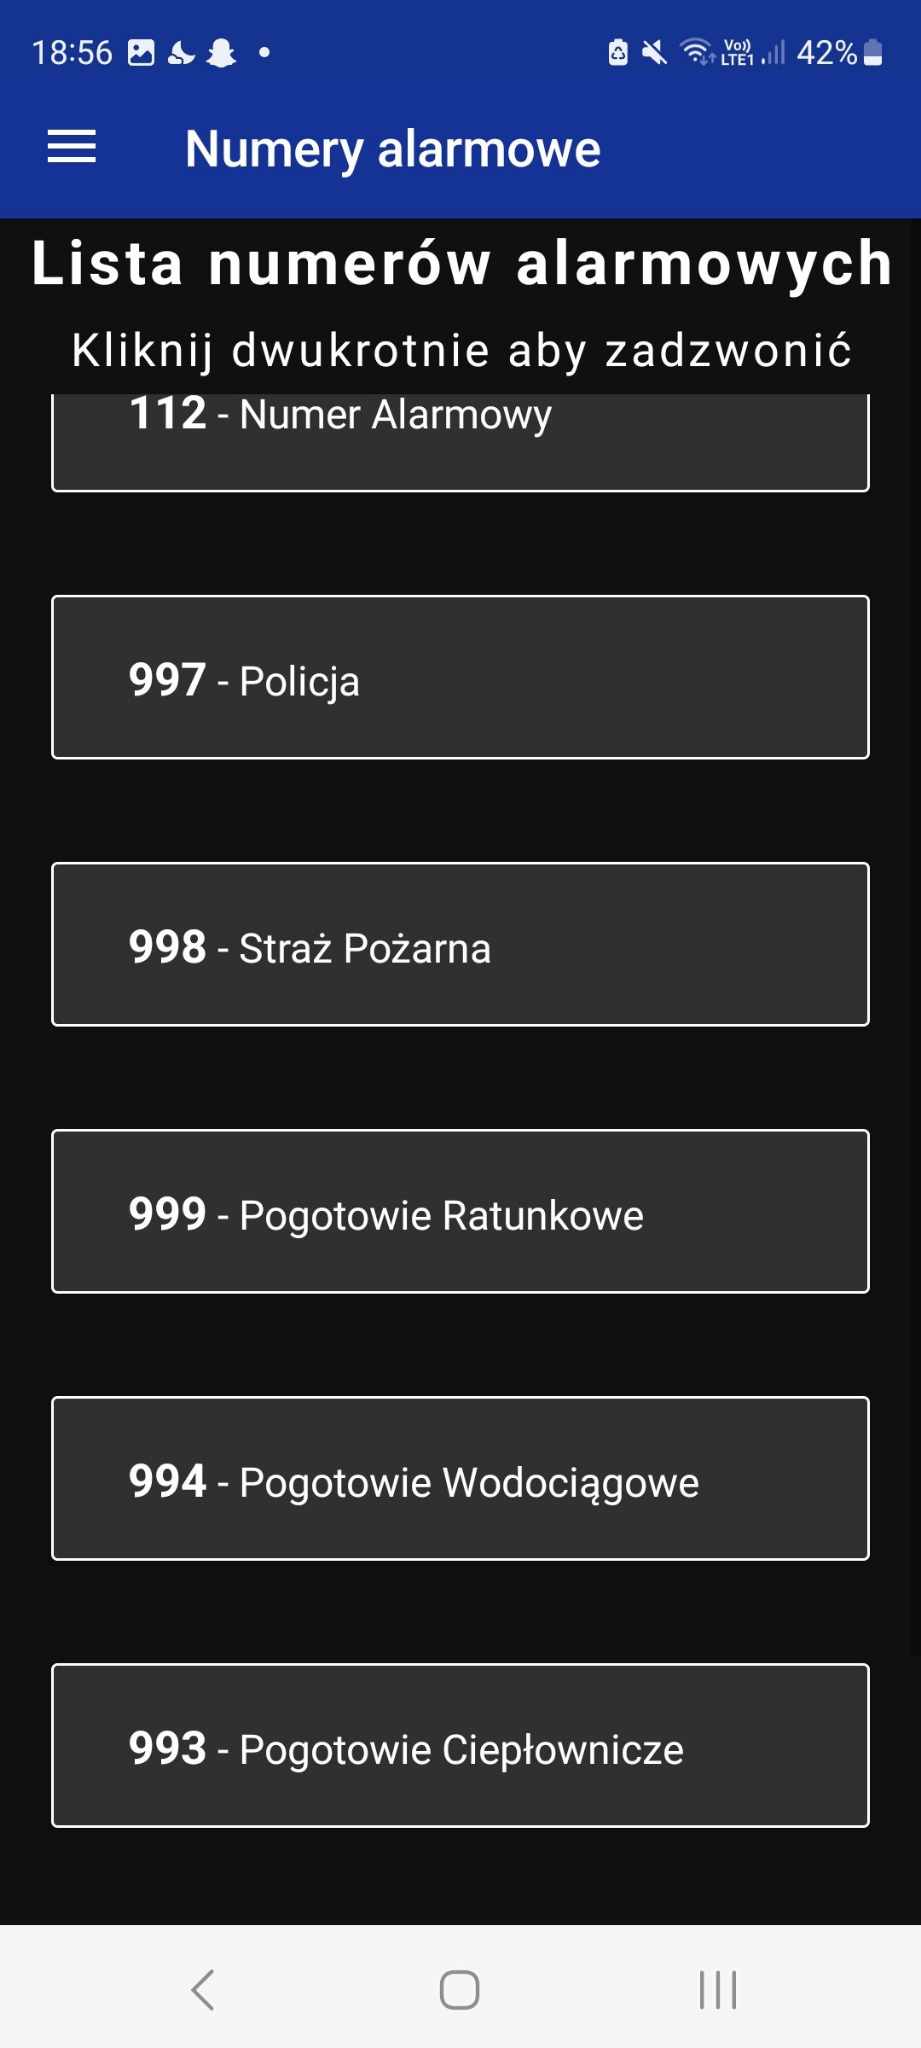 18:56 Vo)) LTE1 42%
Numery alarmowe
Lista numerów alarmowych
Kliknij dwukrotnie aby zadzwonić
112 - Numer Alarmowy
997 - Policja
998 - Straż Pożarna
999 - Pogotowie Ratunkowe
994 - Pogotowie Wodociągowe
993 - Pogotowie Ciepłownicze